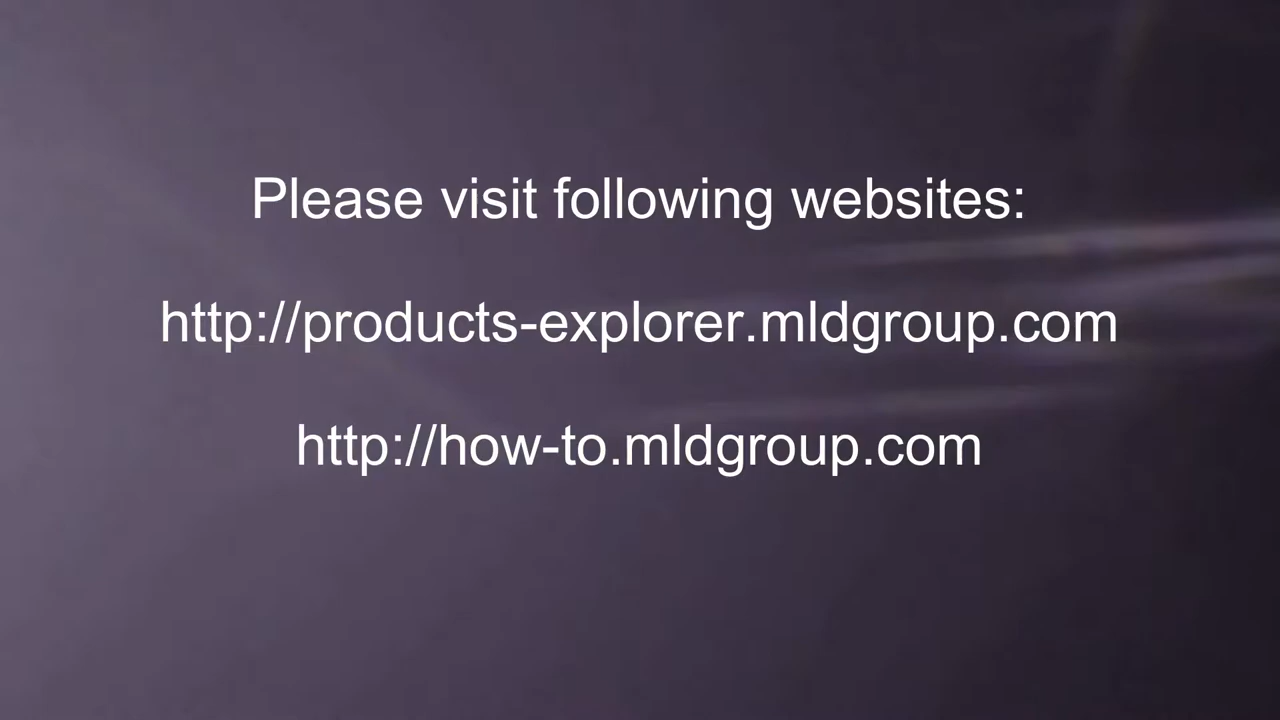 Please visit following websites:
http://products-explorer.mldgroup.com
http://how-to.mldgroup.com